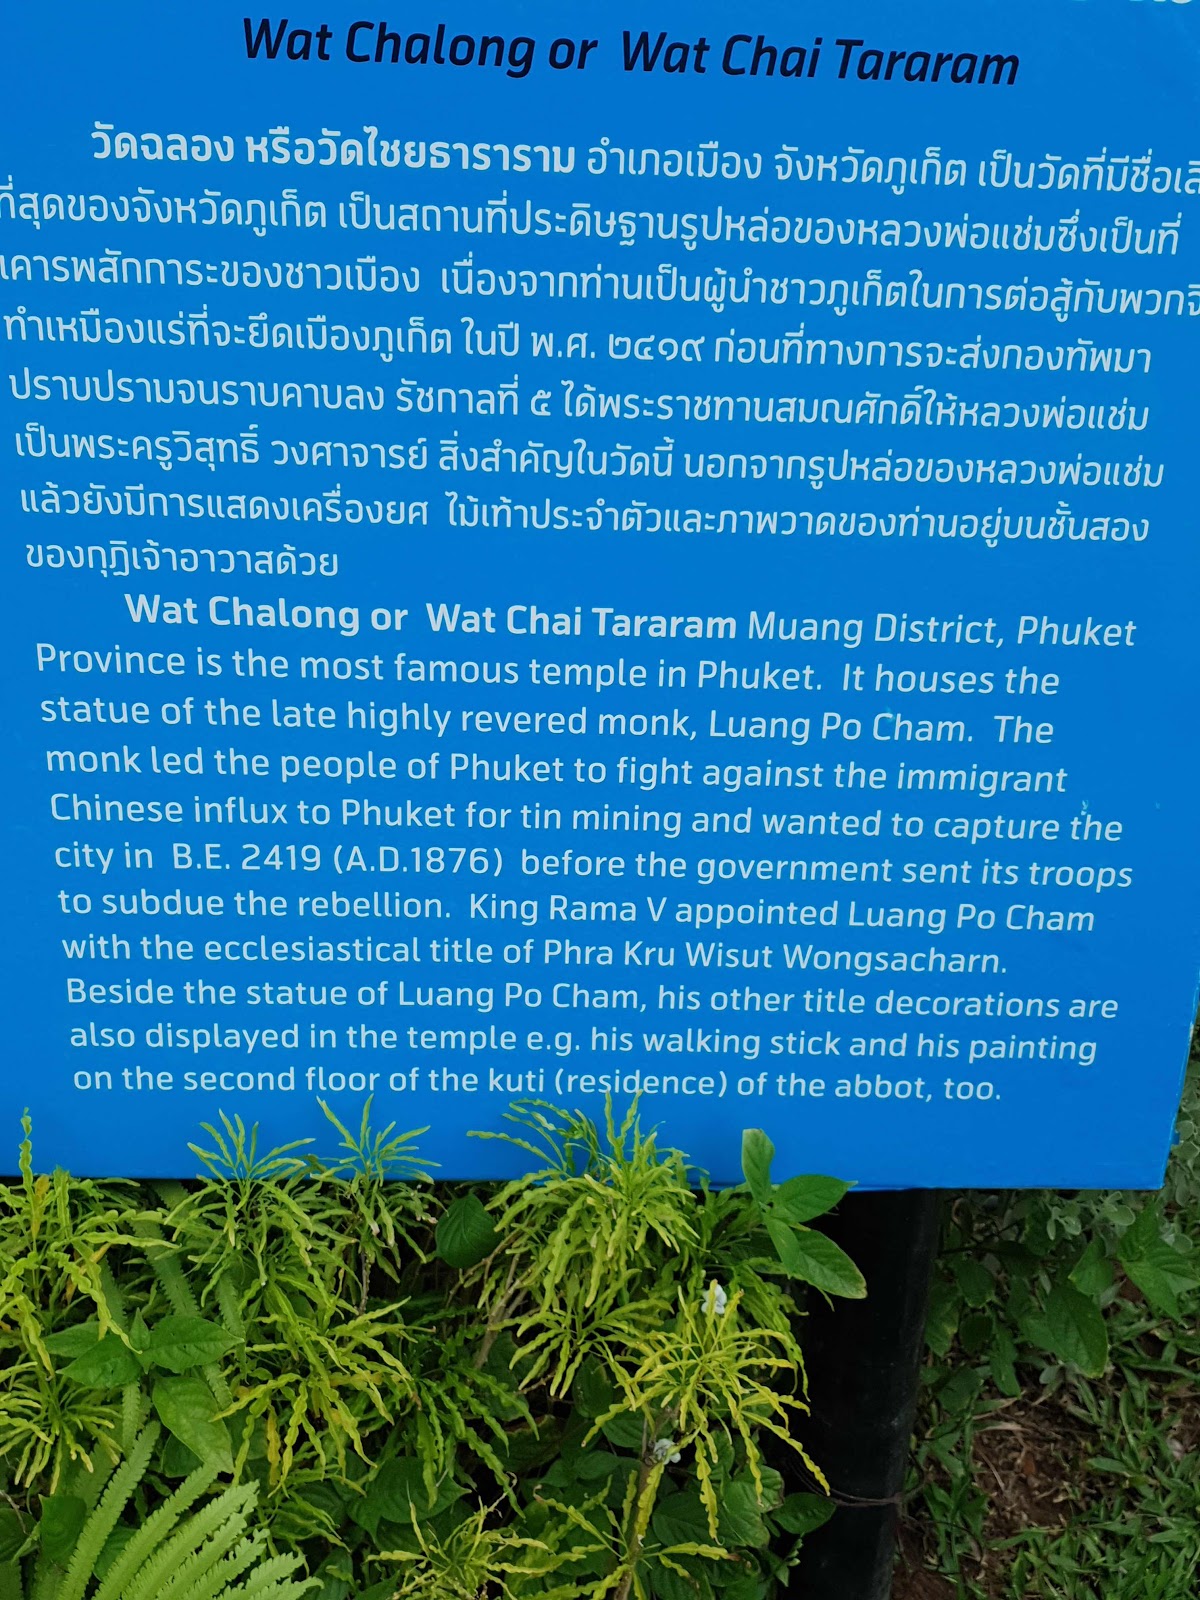 Wat Chalong or Wat Chai Tararam
วัดฉลอง หรือวัดไชยธาราราม อำเภอเมือง จังหวัดภูเก็ต เป็นวัดที่มีชื่อเสี
ที่สุดของจังหวัดภูเก็ต เป็นสถานที่ประดิษฐานรูปหล่อของหลวงพ่อแช่มซึ่งเป็นที่
เคารพสักการะของชาวเมือง เนื่องจากท่านเป็นผู้นำชาวภูเก็ตในการต่อสู้กับพวกจี
ทำเหมืองแร่ที่จะยึดเมืองภูเก็ต ในปี พ.ศ. ๒๔๑๙ ก่อนที่ทางการจะส่งกองทัพมา
ปราบปรามจนราบคาบลง รัชกาลที่ ๕ ได้พระราชทานสมณศักดิ์ให้หลวงพ่อแช่ม
เป็นพระครูวิสุทธิ์ วงศาจารย์ สิ่งสำคัญในวัดนี้ นอกจากรูปหล่อของหลวงพ่อแช่ม
แล้วยังมีการแสดงเครื่องยศ ไม้เท้าประจำตัวและภาพวาดของท่านอยู่บนชั้นสอง
ของกุฏิเจ้าอาวาสด้วย
Wat Chalong or Wat Chai Tararam Muang District, Phuket
Province is the most famous temple in Phuket. It houses the
statue of the late highly revered monk, Luang Po Cham. The
monk led the people of Phuket to fight against the immigrant
Chinese influx to Phuket for tin mining and wanted to capture the
city in B.E. 2419 (A.D.1876) before the government sent its troops
to subdue the rebellion. King Rama V appointed Luang Po Cham
with the ecclesiastical title of Phra Kru Wisut Wongsacharn.
Beside the statue of Luang Po Cham, his other title decorations are
also displayed in the temple e.g. his walking stick and his painting
on the second floor of the kuti (residence) of the abbot, too.